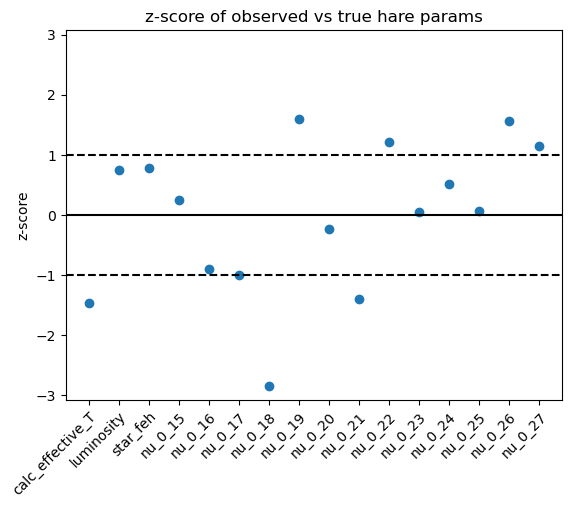 z-score of observed vs true hare params
3
2
1
0
−1
−2
−3
z-score
calc_effective_T
luminosity
star_feh
nu_0_15
nu_0_16
nu_0_17
nu_0_18
nu_0_19
nu_0_20
nu_0_21
nu_0_22
nu_0_23
nu_0_24
nu_0_25
nu_0_26
nu_0_27